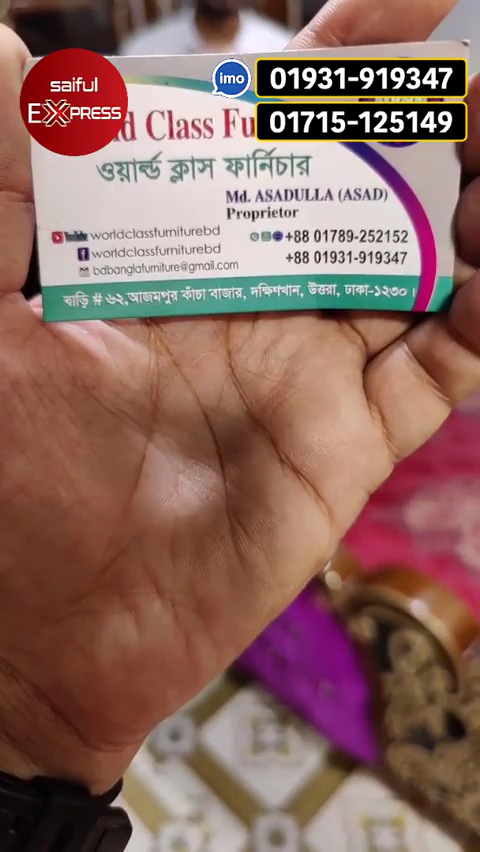 saiful
EXPRESS
imo
01931-919347
01715-125149
Class
ওয়ার্ল্ড ক্লাস ফার্নিচার
Md. ASADULLA (ASAD)
Proprietor
worldclassfurniturebd
+88 01789-252152
worldclassfurniturebd
+88 01931-919347
bdbanglafurniture@gmail.com
বাড়ি # ৬২,আজমপুর কাঁচা বাজার, দক্ষিণখান, উত্তরা, ঢাকা-১২৩০।